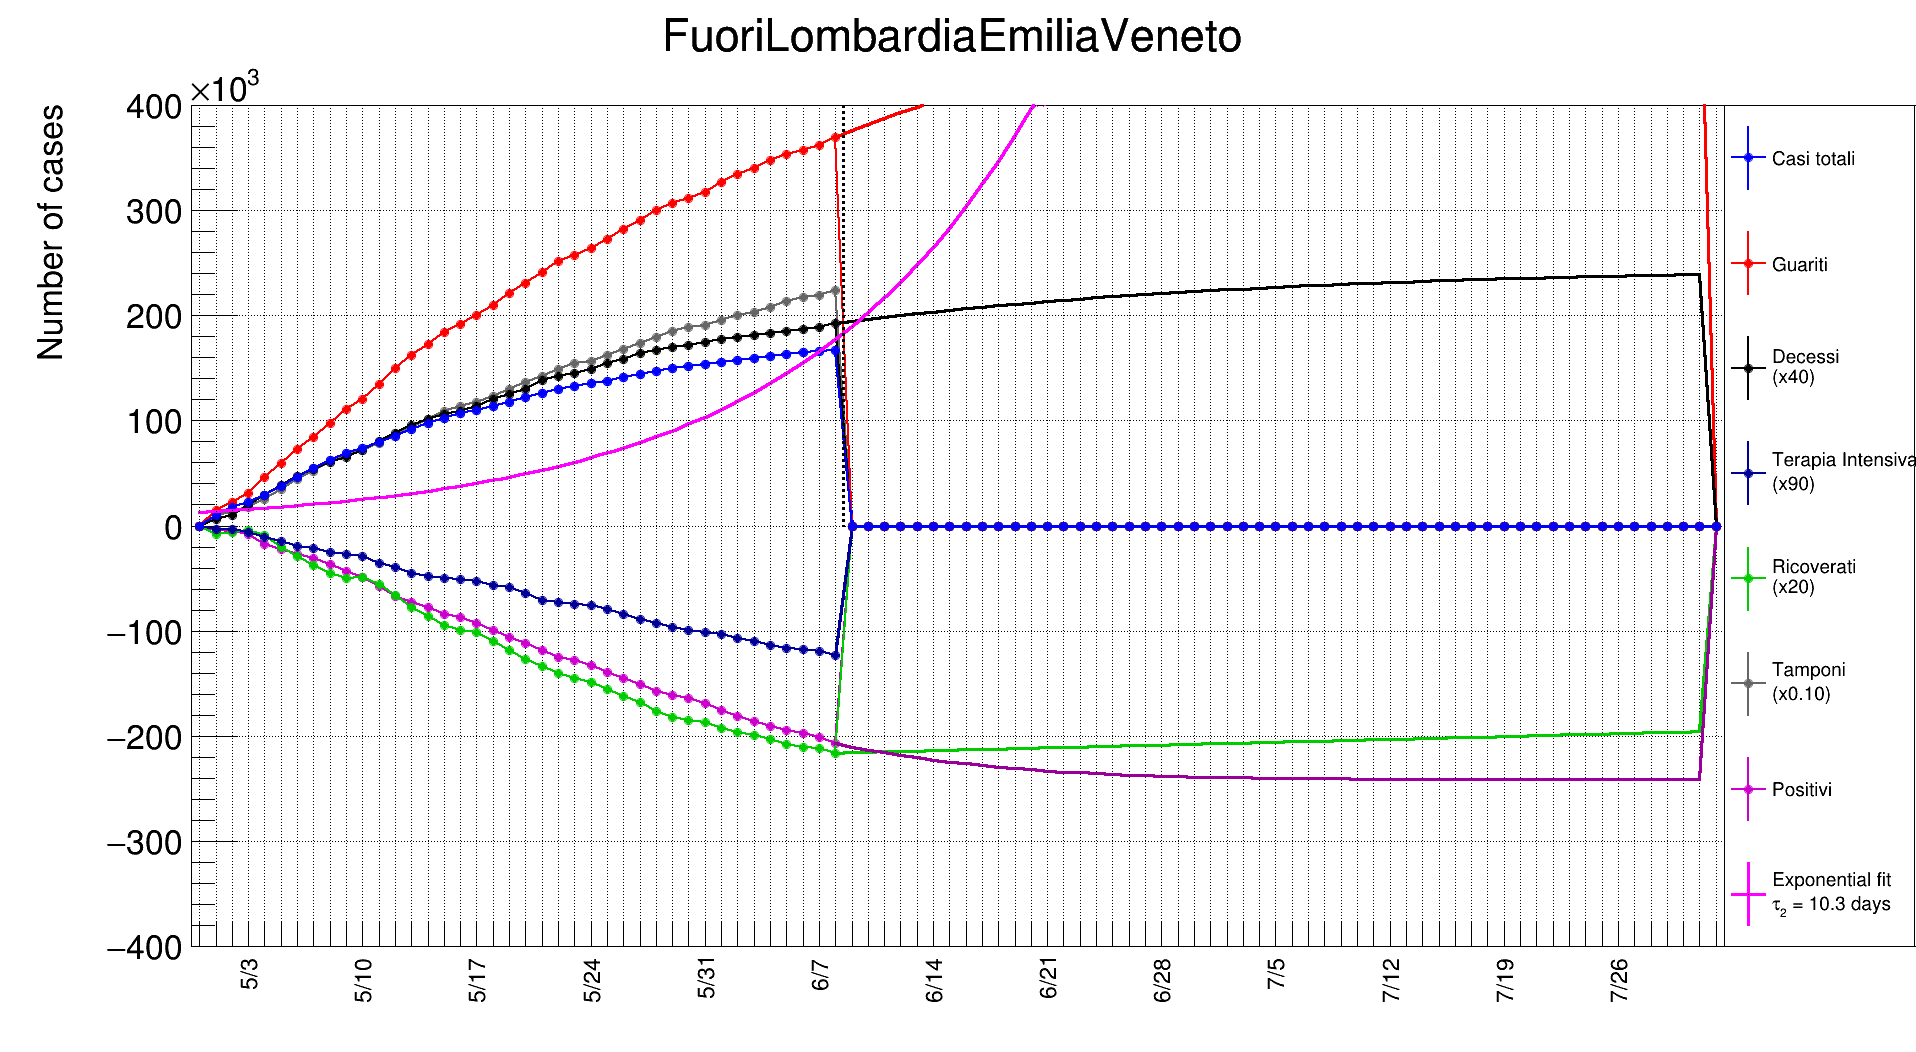 FuoriLombardiaEmiliaVeneto
×10³
Number of cases
400
300
200
100
0
−100
−200
−300
−400
5/3
5/10
5/17
5/24
5/31
6/7
6/14
6/21
6/28
7/5
7/12
7/19
7/26
Casi totali
Guariti
Decessi
(x40)
Terapia Intensiva
(x90)
Ricoverati
(x20)
Tamponi
(x0.10)
Positivi
Exponential fit
τ₂ = 10.3 days